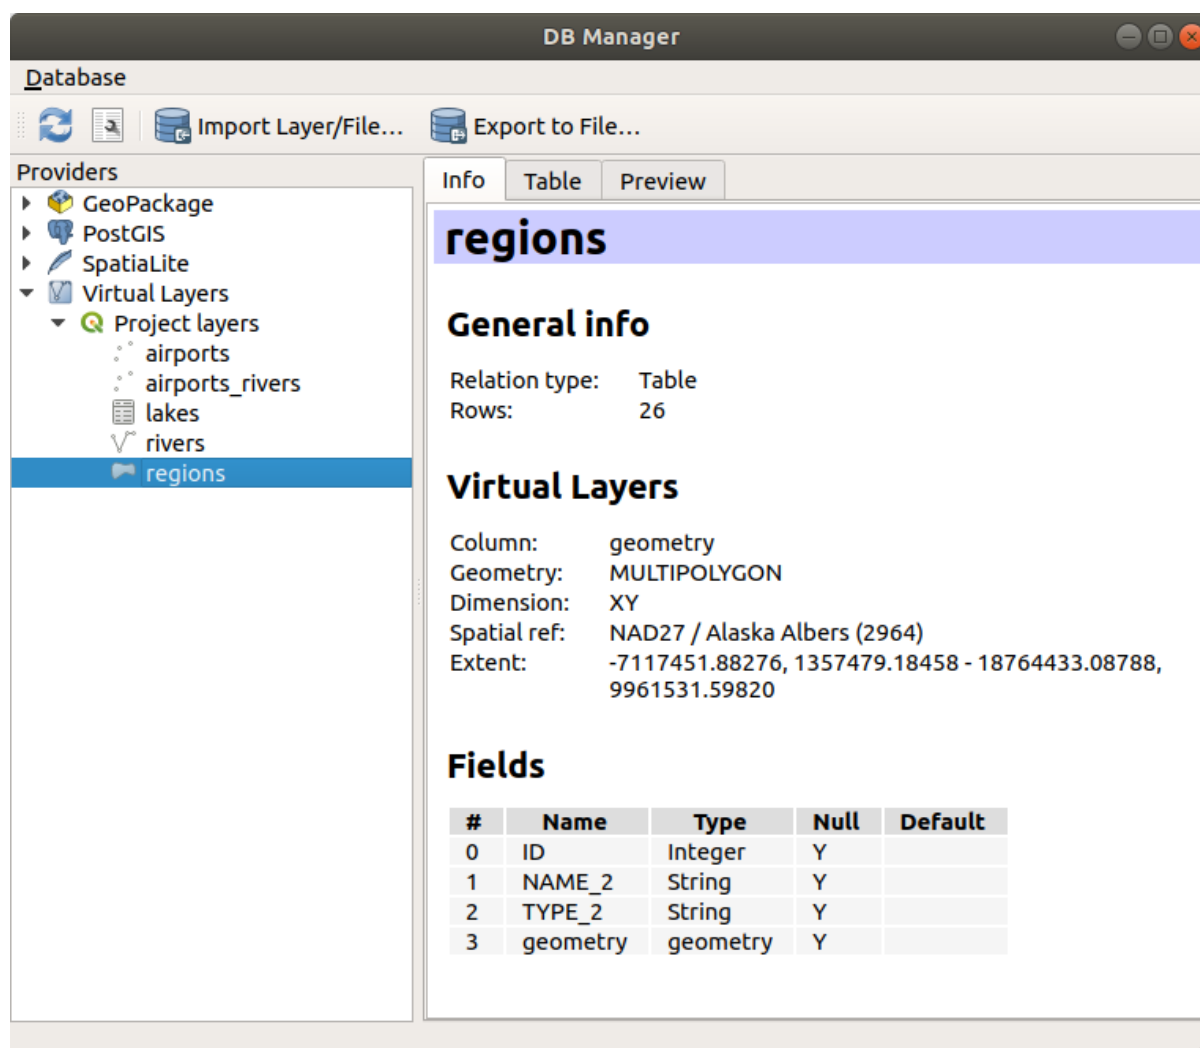 DB Manager
Database
Import Layer/File...
Export to File...
Providers
GeoPackage
PostGIS
SpatiaLite
Virtual Layers
Project layers
airports
airports_rivers
lakes
rivers
regions
Info Table Preview
regions
General info
Relation type: Table
Rows: 26
Virtual Layers
Column: geometry
Geometry: MULTIPOLYGON
Dimension: XY
Spatial ref: NAD27 / Alaska Albers (2964)
Extent: -7117451.88276, 1357479.18458 - 18764433.08788,
9961531.59820
Fields
# Name Type Null Default
0 ID Integer Y
1 NAME_2 String Y
2 TYPE_2 String Y
3 geometry geometry Y